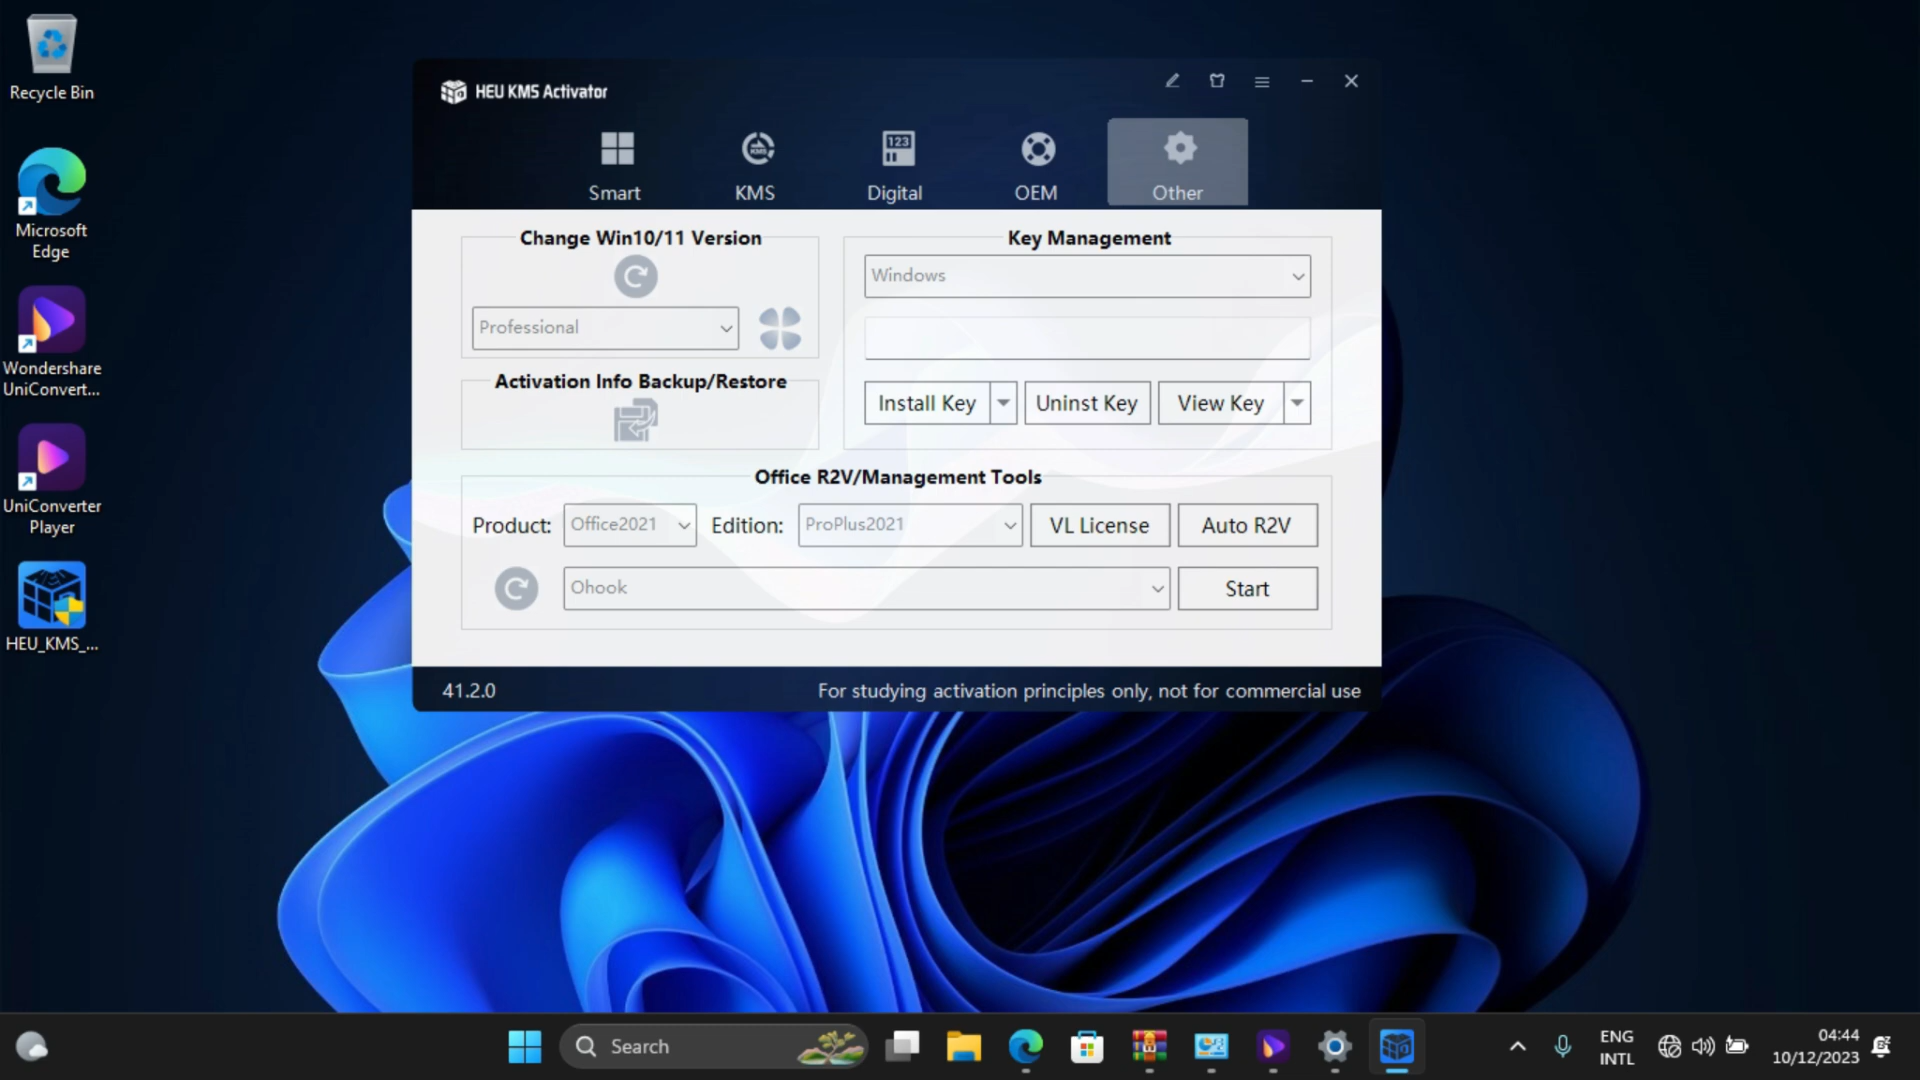 Recycle Bin
Microsoft
Edge
Wondershare
UniConvert...
UniConverter
Player
HEU_KMS_...
HEU KMS Activator
Smart
KMS
123
Digital
OEM
Other
Change Win10/11 Version
Professional
Key Management
Windows
Activation Info Backup/Restore
Install Key
Uninst Key
View Key
Office R2V/Management Tools
Product:
Office2021
Edition:
ProPlus2021
VL License
Auto R2V
Ohook
Start
41.2.0
For studying activation principles only, not for commercial use
Search
ENG
INTL
04:44
10/12/2023